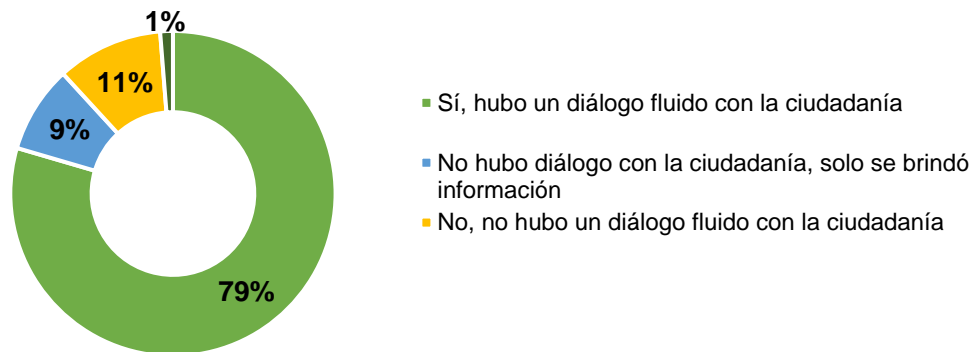 1%
11%
9%
79%
Sí, hubo un diálogo fluido con la ciudadanía
No hubo diálogo con la ciudadanía, solo se brindó
información
No, no hubo un diálogo fluido con la ciudadanía